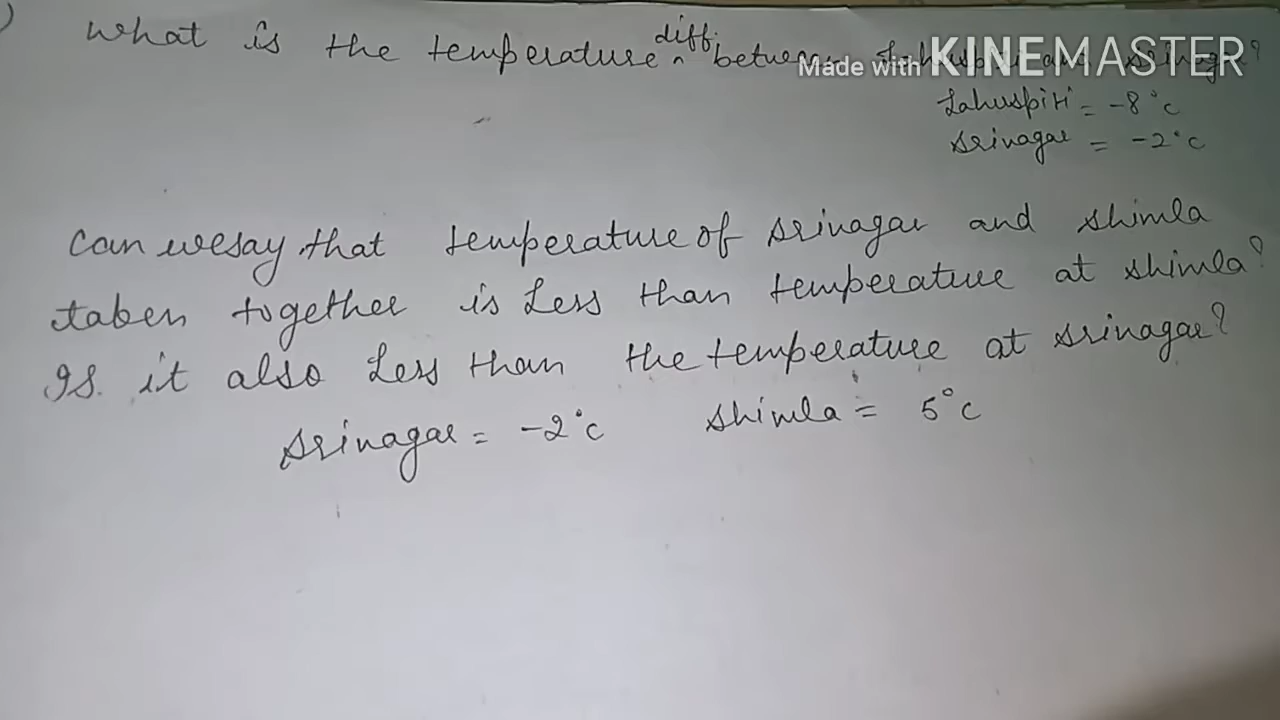 ) What is the temperature ^ diff. between
Made with KINEMASTER
Lahuspiti = -8°C
Srinagar = -2°C
Can we say that temperature of Srinagar and Shimla
taken together is less than temperature at Shimla?
Is it also less than the temperature at Srinagar?
Srinagar = -2°C Shimla = 5°C